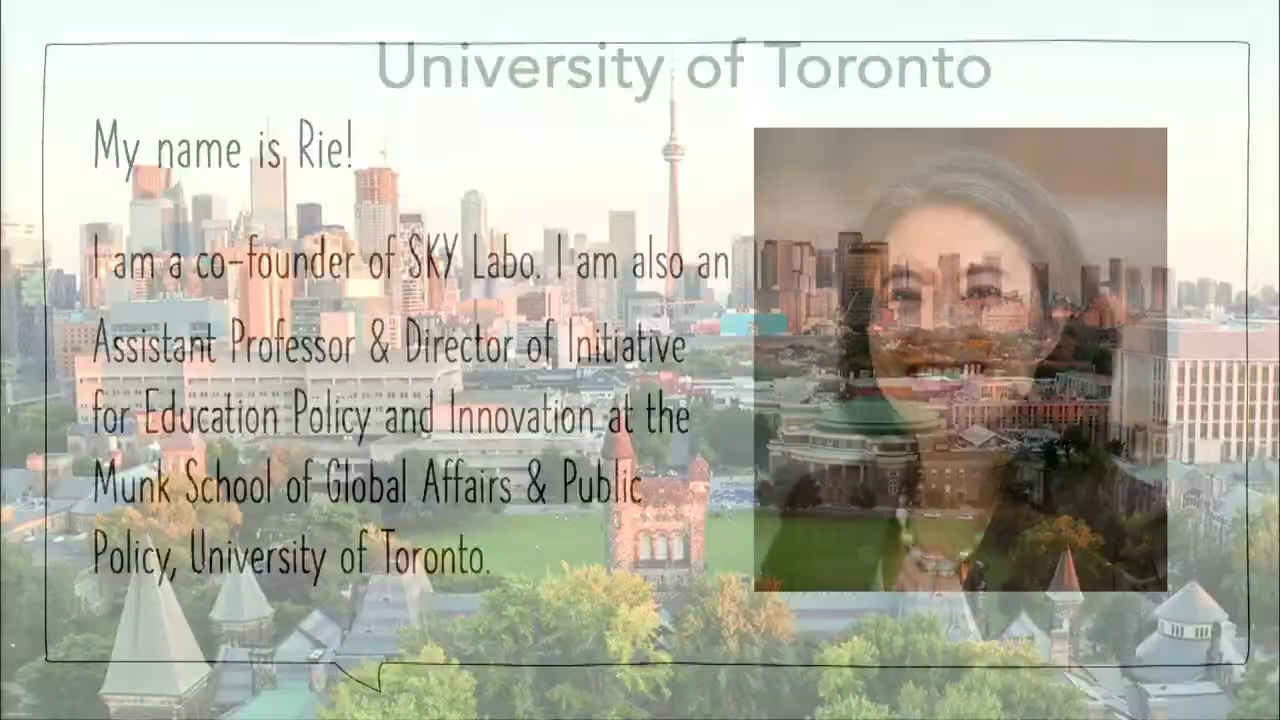 University of Toronto
My name is Rie!
I am a co-founder of SKY Labo. I am also an
Assistant Professor & Director of Initiative
for Education Policy and Innovation at the
Munk School of Global Affairs & Public
Policy, University of Toronto.